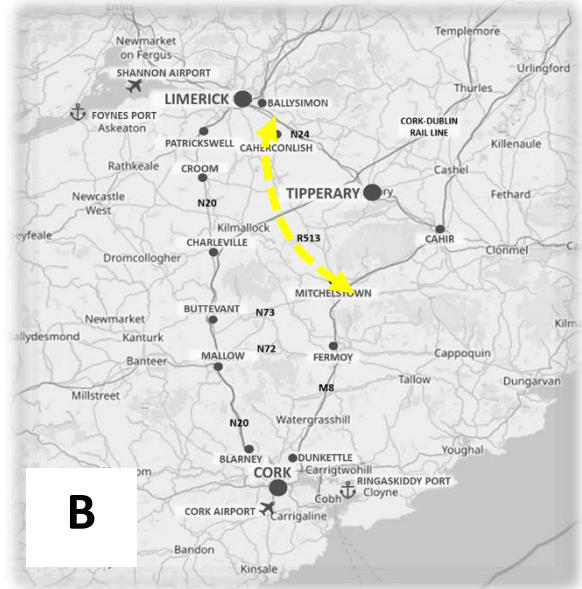 Ennis
Newmarket
on Fergus
SHANNON AIRPORT
Templemore
Urlingford
Thurles
LIMERICK
BALLYSIMON
FOYNES PORT
Askeaton
CORK-DUBLIN
RAIL LINE
N24
PATRICKSWELL
CAHERCONLISH
Killenaule
Rathkeale
CROOM
Cashel
TIPPERARY
ry
Fethard
Newcastle
West
N20
Kilmallock
R513
CAHIR
CHARLEVILLE
Clonmel
Dromcollogher
MITCHELSTOWN
BUTTEVANT
N73
Newmarket
Kanturk
N72
Banteer
MALLOW
FERMOY
Cappoquin
M8
Tallow
Dungarvan
Millstreet
N20
Watergrasshill
Youghal
BLARNEY
DUNKETTLE
CORK
Carrigtwohill
RINGASKIDDY PORT
Cloyne
Cobh
CORK AIRPORT
Carrigaline
B
Bandon
Kinsale